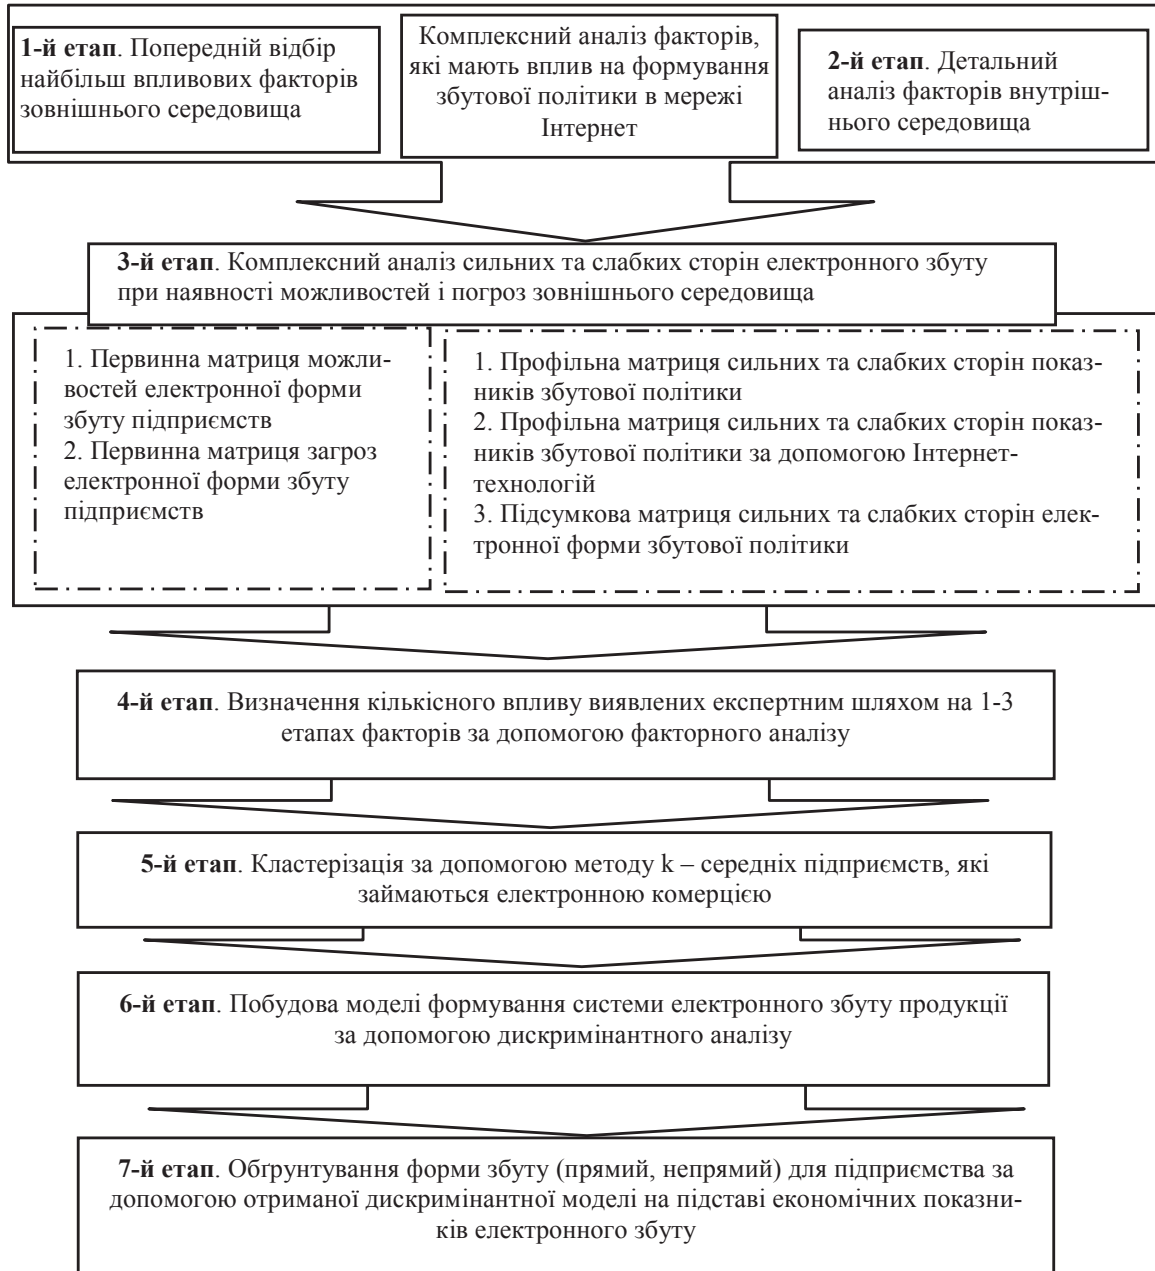 1-й етап. Попередній відбір
найбільш впливових факторів
зовнішнього середовища
Комплексний аналіз факторів,
які мають вплив на формування
збутової політики в мережі
Інтернет
2-й етап. Детальний
аналіз факторів внутріш-
нього середовища
3-й етап. Комплексний аналіз сильних та слабких сторін електронного збуту
при наявності можливостей і погроз зовнішнього середовища
1. Первинна матриця можли-
востей електронної форми
збуту підприємств
2. Первинна матриця загроз
електронної форми збуту
підприємств
1. Профільна матриця сильних та слабких сторін показ-
ників збутової політики
2. Профільна матриця сильних та слабких сторін показ-
ників збутової політики за допомогою Інтернет-
технологій
3. Підсумкова матриця сильних та слабких сторін елек-
тронної форми збутової політики
4-й етап. Визначення кількісного впливу виявлених експертним шляхом на 1-3
етапах факторів за допомогою факторного аналізу
5-й етап. Кластерізація за допомогою методу k – середніх підприємств, які
займаються електронною комерцією
6-й етап. Побудова моделі формування системи електронного збуту продукції
за допомогою дискримінантного аналізу
7-й етап. Обґрунтування форми збуту (прямий, непрямий) для підприємства за
допомогою отриманої дискримінантної моделі на підставі економічних показни-
ків електронного збуту